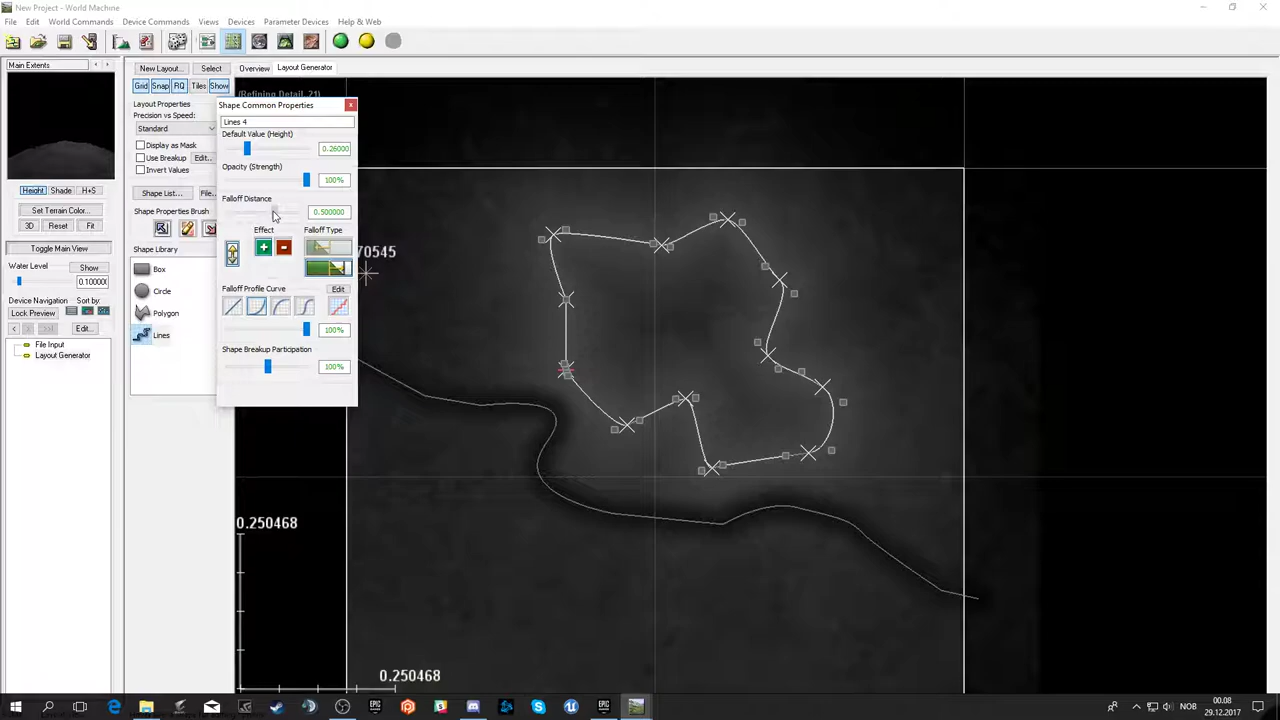 New Project - World Machine
File Edit World Commands Device Commands Views Devices Parameter Devices Help & Web
Main Extents
New Layout... Select Overview Layout Generator
Grid Snap RQ Tiles Show
(Refining Detail, 21)
Layout Properties
Precision vs Speed:
Standard
Display as Mask
Use Breakup Edit..
Invert Values
Shape List... File..
Shape Properties Brush
Shape Library
Box
Circle
Polygon
Lines
Shape Common Properties
Lines 4
Default Value (Height)
0.26000
Opacity (Strength)
100%
Falloff Distance
0.500000
Effect Falloff Type
Falloff Profile Curve Edit
100%
Shape Breakup Participation
100%
Height Shade H+S
Set Terrain Color...
3D Reset Fit
Toggle Main View
Water Level Show
0.10000
Device Navigation Sort by:
Lock Preview
Edit...
File Input
Layout Generator
70545
0.250468
0.250468
NOB
00.08
29.12.2017